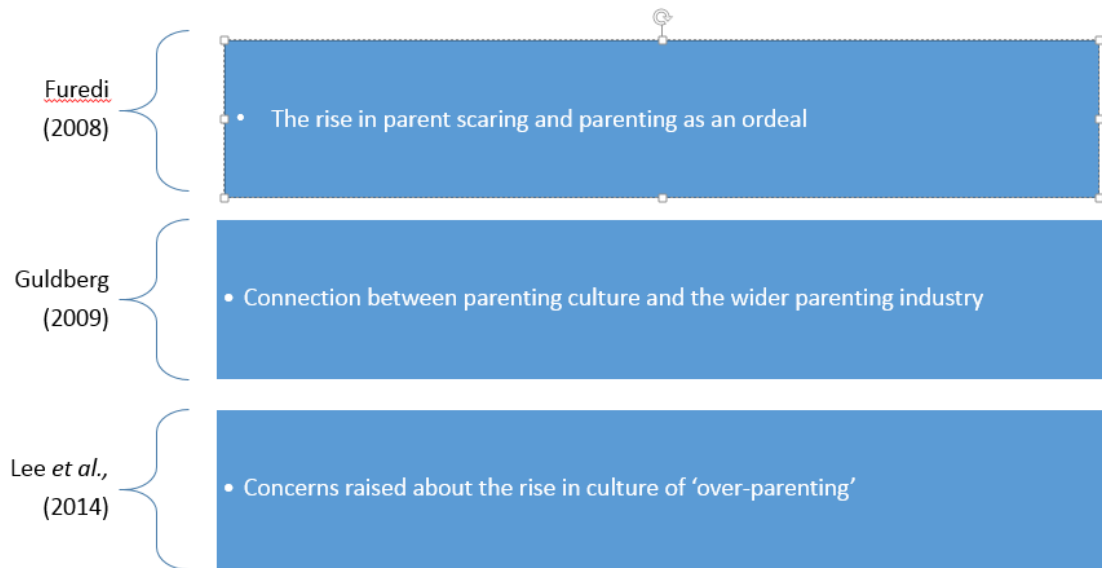 Furedi
(2008)
• The rise in parent scaring and parenting as an ordeal
Guldberg
(2009)
• Connection between parenting culture and the wider parenting industry
Lee et al.,
(2014)
• Concerns raised about the rise in culture of ‘over-parenting’